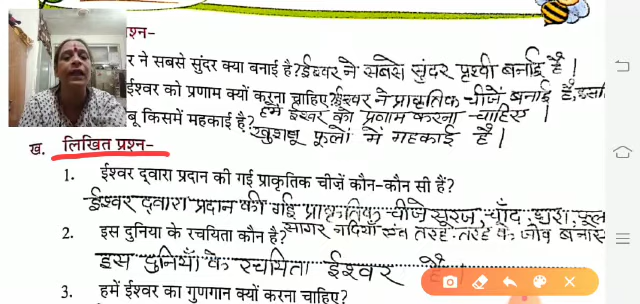 श्न-
र ने सबसे सुंदर क्या बनाई है? ईश्वर ने सबसे सुंदर पृथ्वी बनाई है।
ईश्वर को प्रणाम क्यों करना चाहिए? ईश्वर ने प्राकृतिक चीजें बनाई हैं, इसलि
हमें ईश्वर को प्रणाम करना चाहिए।
बू किसमें महकाई है? खुशबू फूलों में महकाई है।
ख. लिखित प्रश्न-
1. ईश्वर द्वारा प्रदान की गई प्राकृतिक चीज़ें कौन-कौन सी हैं?
ईश्वर द्वारा प्रदान की गई प्राकृतिक चीजें सूरज, चाँद, धरा, फूल
सागर नदियाँ एवं तरह-तरह के जीव
2. इस दुनिया के रचयिता कौन है?
इस दुनियाँ के रचयिता ईश्वर है
3. हमें ईश्वर का गुणगान क्यों करना चाहिए?